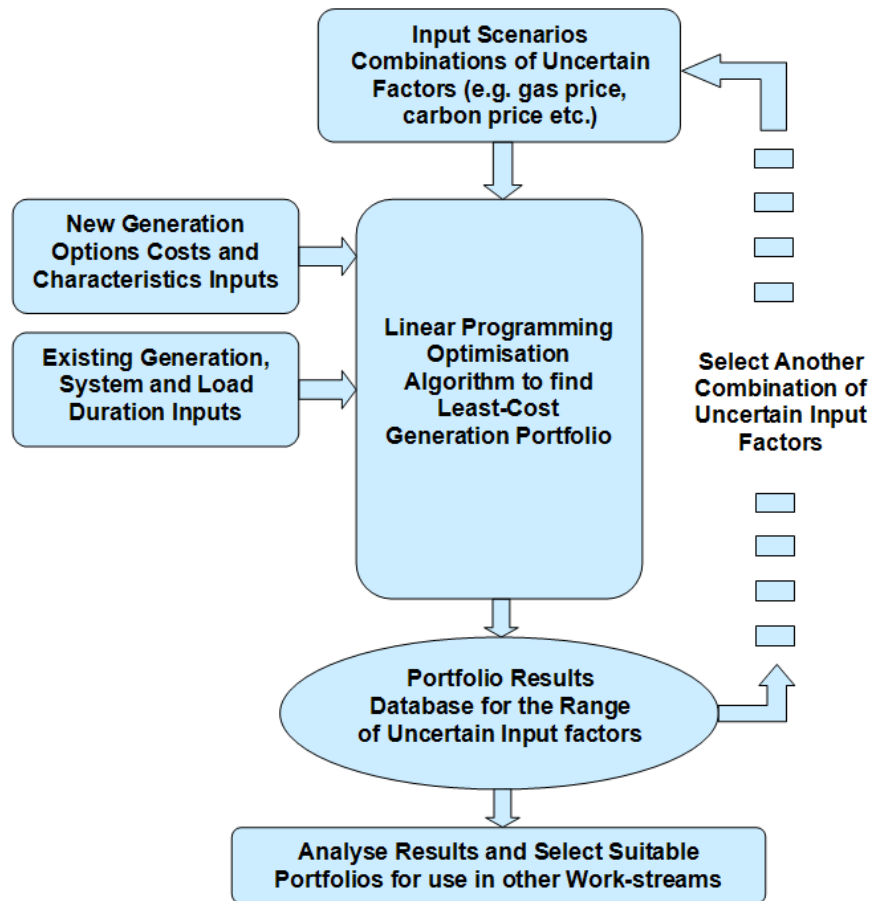 Input Scenarios
Combinations of Uncertain
Factors (e.g. gas price,
carbon price etc.)
New Generation
Options Costs and
Characteristics Inputs
Existing Generation,
System and Load
Duration Inputs
Linear Programming
Optimisation
Algorithm to find
Least-Cost
Generation Portfolio
Select Another
Combination of
Uncertain Input
Factors
Portfolio Results
Database for the Range
of Uncertain Input factors
Analyse Results and Select Suitable
Portfolios for use in other Work-streams